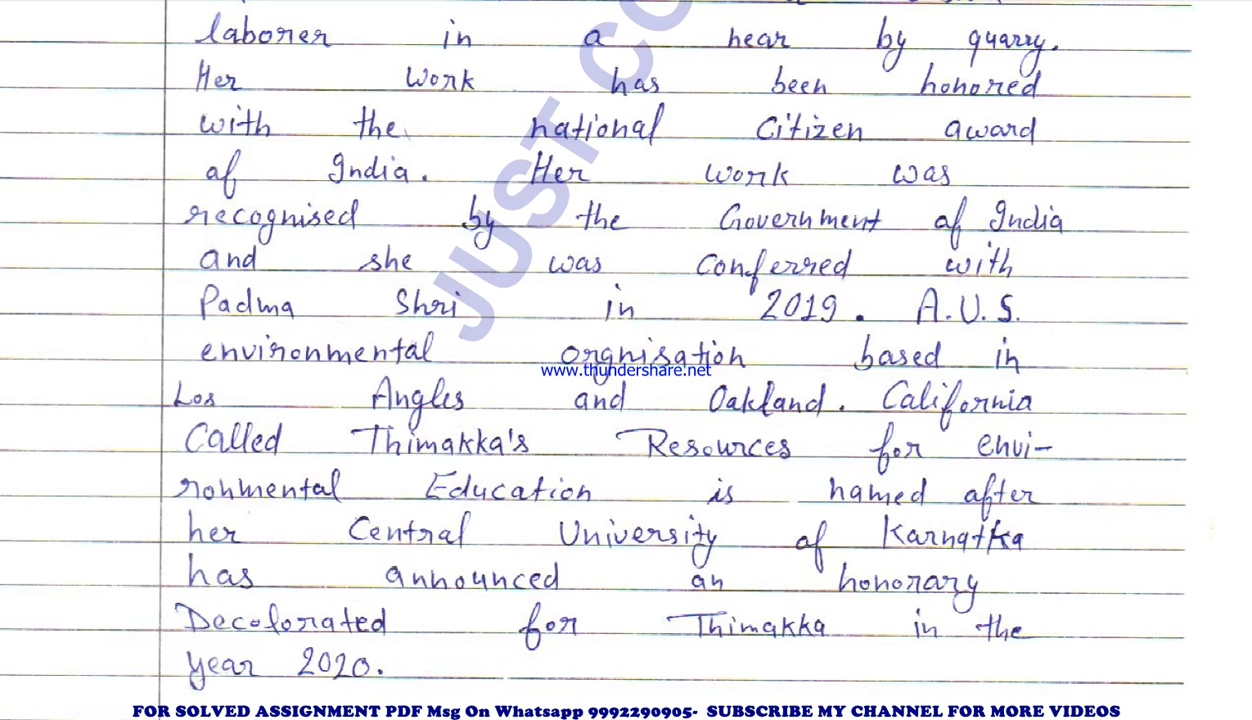 laborer in a near by quarry.
Her work has been honored
with the national Citizen award
of India. Her work was
recognised by the Government of India
and she was conferred with
Padma Shri in 2019. A.U.S.
environmental orgnisation based in
www.thundershare.net
Los Angles and Oakland. California
Called Thimakka's Resources for envi-
ronmental Education is named after
her Central University of Karnatka
has announced an honorary
Decoforated for Thimakka in the
year 2020.
JUST CO
FOR SOLVED ASSIGNMENT PDF Msg On Whatsapp 9992290905- SUBSCRIBE MY CHANNEL FOR MORE VIDEOS